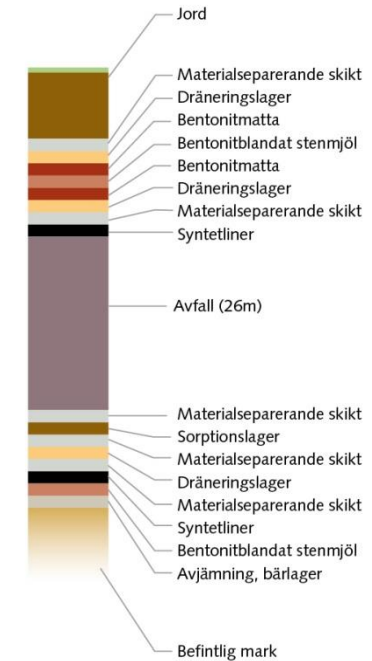 Jord
Materialseparerande skikt
Dräneringslager
Bentonitmatta
Bentonitblandat stenmjöl
Bentonitmatta
Dräneringslager
Materialseparerande skikt
Syntetliner
Avfall (26m)
Materialseparerande skikt
Sorptionslager
Materialseparerande skikt
Dräneringslager
Materialseparerande skikt
Syntetliner
Bentonitblandat stenmjöl
Avjämning, bärlager
Befintlig mark